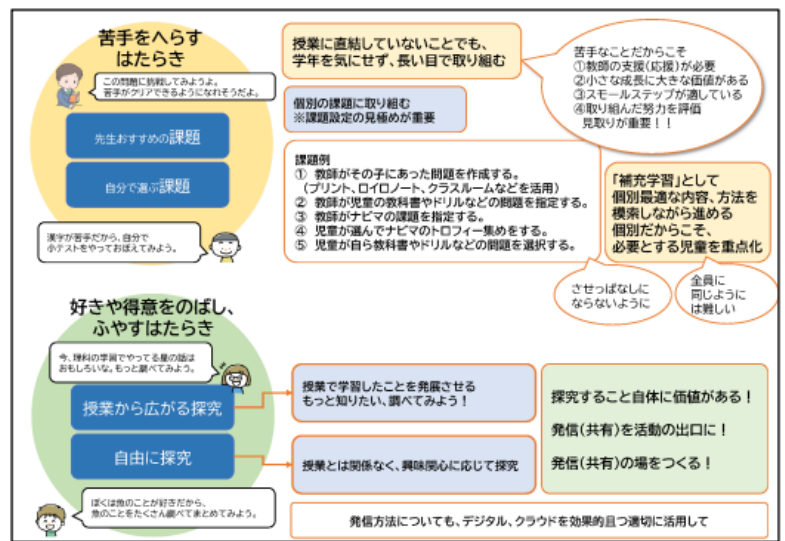 苦手をへらす
はたらき
この問題に挑戦してみようよ。
苦手がクリアできるようになれそうだよ。
先生おすすめの課題
自分で選ぶ課題
漢字が苦手だから、自分で
小テストをやっておぼえてみよう。
授業に直結していないことでも、
学年を気にせず、長い目で取り組む
個別の課題に取り組む
※課題設定の見極めが重要
苦手なことだからこそ
①教師の支援(応援)が必要
②小さな成長に大きな価値がある
③スモールステップが適している
④取り組んだ努力を評価
見取りが重要!!
課題例
① 教師がその子にあった問題を作成する。
(プリント、ロイロノート、クラスルームなどを活用)
② 教師が児童の教科書やドリルなどの問題を指定する。
③ 教師がナビマの課題を指定する。
④ 児童が選んでナビマのトロフィー集めをする。
⑤ 児童が自ら教科書やドリルなどの問題を選択する。
「補充学習」として
個別最適な内容、方法を
模索しながら進める
個別だからこそ、
必要とする児童を重点化
させっぱなしに
ならないように
全員に
同じように
は難しい
好きや得意をのばし、
ふやすはたらき
今、理科の学習でやってる星の話は
おもしろいな。もっと調べてみよう。
授業から広がる探究
自由に探究
ぼくは魚のことが好きだから、
魚のことをたくさん調べてまとめてみよう。
授業で学習したことを発展させる
もっと知りたい、調べてみよう!
授業とは関係なく、興味関心に応じて探究
探究すること自体に価値がある!
発信(共有)を活動の出口に!
発信(共有)の場をつくる!
発信方法についても、デジタル、クラウドを効果的且つ適切に活用して